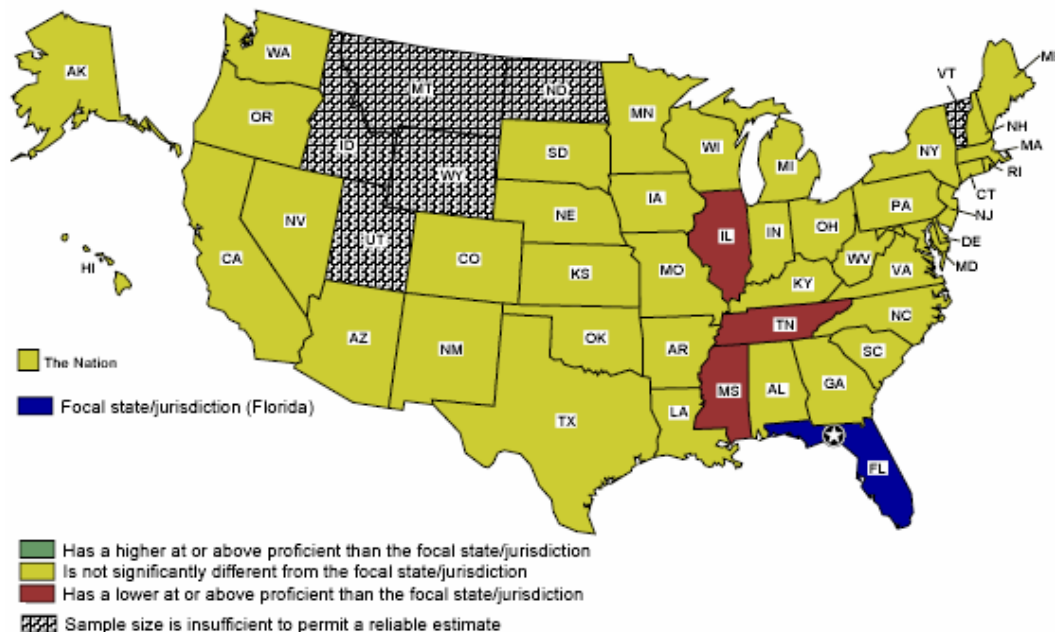 AK
WA
MT
ND
MN
VT
ME
OR
ID
WY
SD
WI
MI
NY
NH
MA
RI
CT
NV
UT
CO
NE
IA
IL
IN
OH
PA
NJ
DE
MD
CA
KS
MO
KY
WV
VA
HI
AZ
NM
OK
AR
TN
NC
SC
TX
LA
MS
AL
GA
FL
The Nation
Focal state/jurisdiction (Florida)
Has a higher at or above proficient than the focal state/jurisdiction
Is not significantly different from the focal state/jurisdiction
Has a lower at or above proficient than the focal state/jurisdiction
Sample size is insufficient to permit a reliable estimate